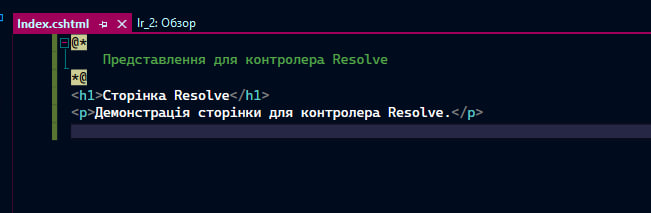 Index.cshtml lr_2: Обзор
@*
Представлення для контролера Resolve
*@
<h1>Сторінка Resolve</h1>
<p>Демонстрація сторінки для контролера Resolve.</p>